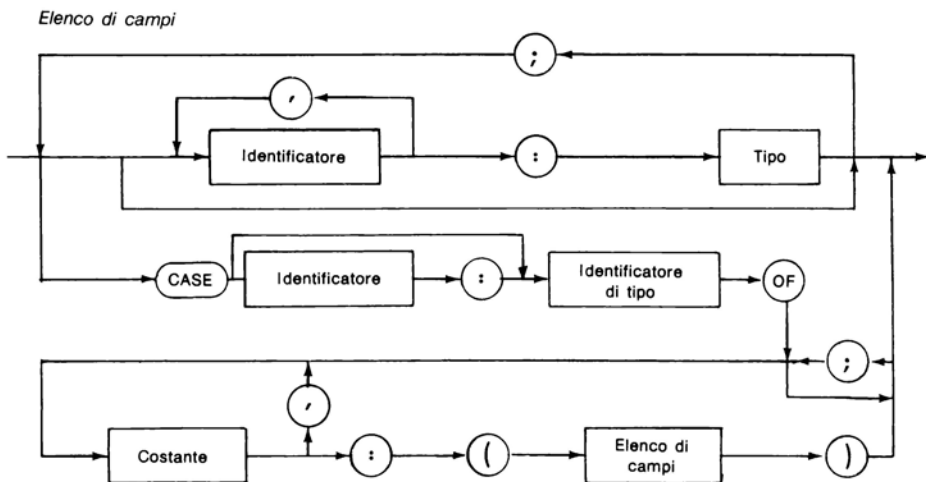 Elenco di campi
;
,
Identificatore
:
Tipo
CASE
Identificatore
:
Identificatore
di tipo
OF
;
,
Costante
:
(
Elenco di
campi
)